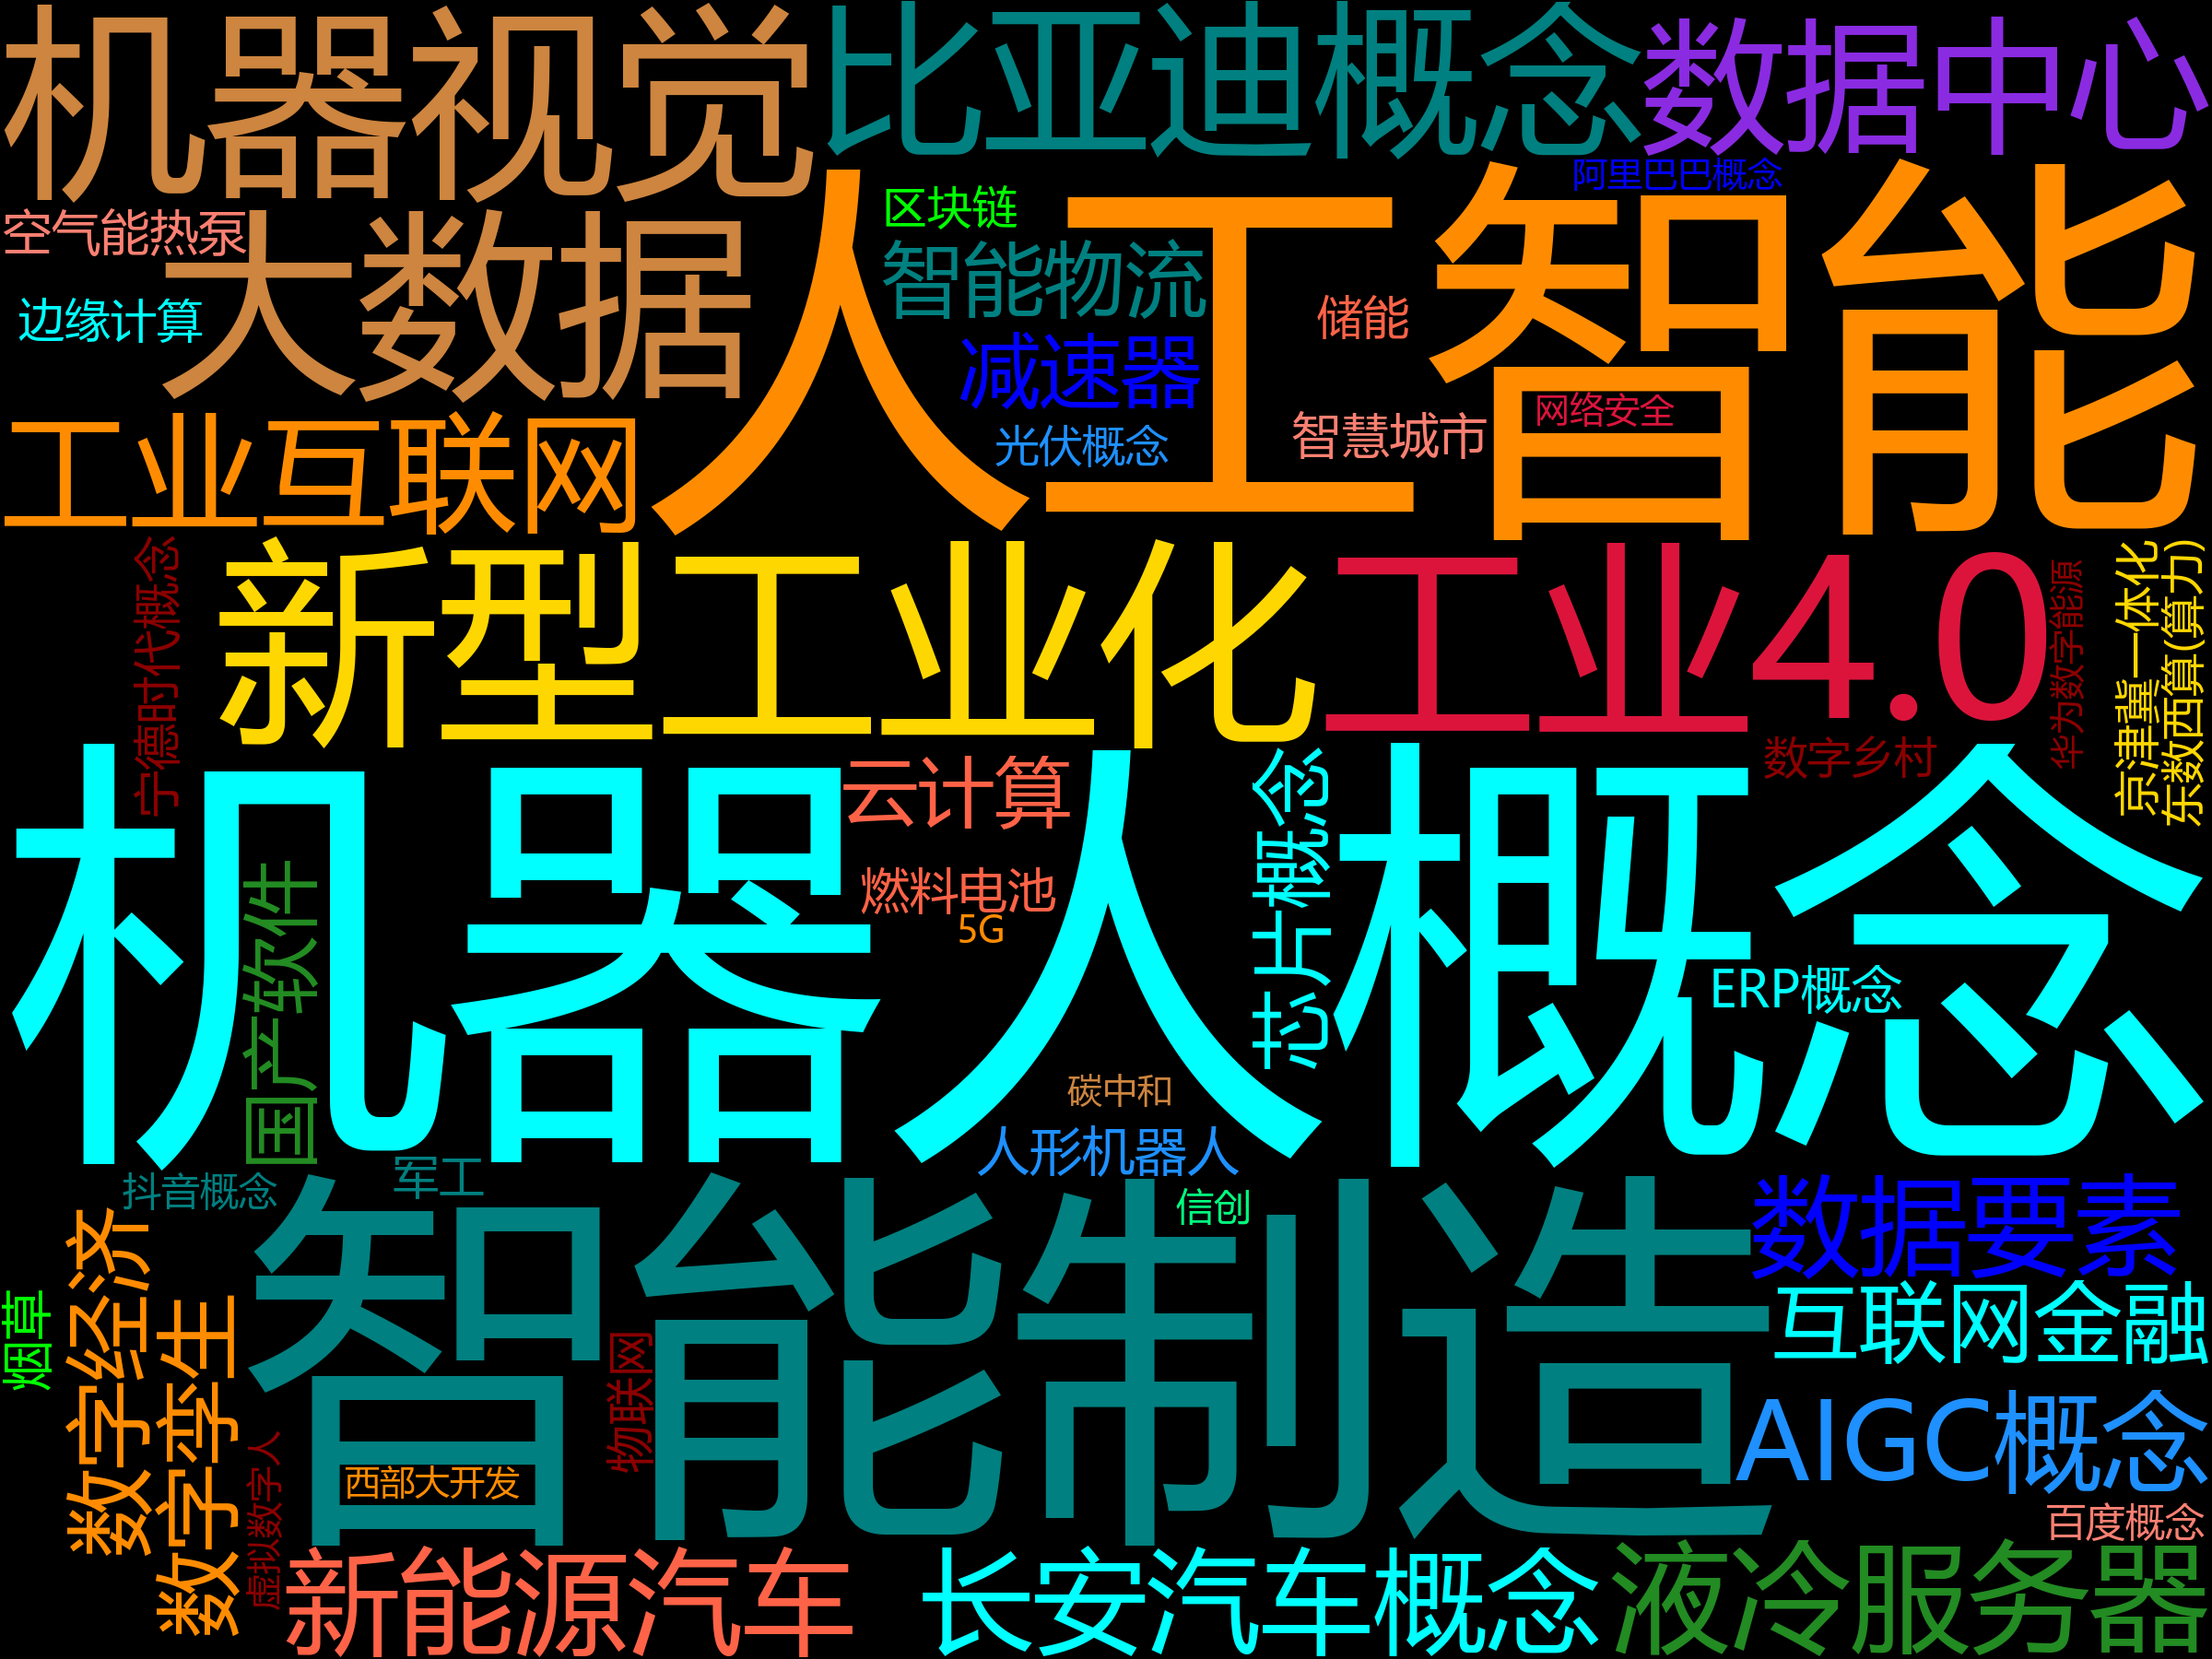 机器视觉
比亚迪概念
数据中心
阿里巴巴概念
区块链
空气能热泵
大数据
人工智能
智能物流
边缘计算
储能
减速器
网络安全
智慧城市
光伏概念
工业互联网
宁德时代概念
新型工业化
工业4.0
华为数字能源
京津冀一体化
东数西算(算力)
数字乡村
机器人概念
云计算
芯片概念
燃料电池
5G
国产软件
ERP概念
碳中和
人形机器人
军工
抖音概念
信创
智能制造
数据要素
烟草
数字经济
数字孪生
互联网金融
物联网
AIGC概念
虚拟数字人
西部大开发
百度概念
新能源汽车
长安汽车概念
液冷服务器